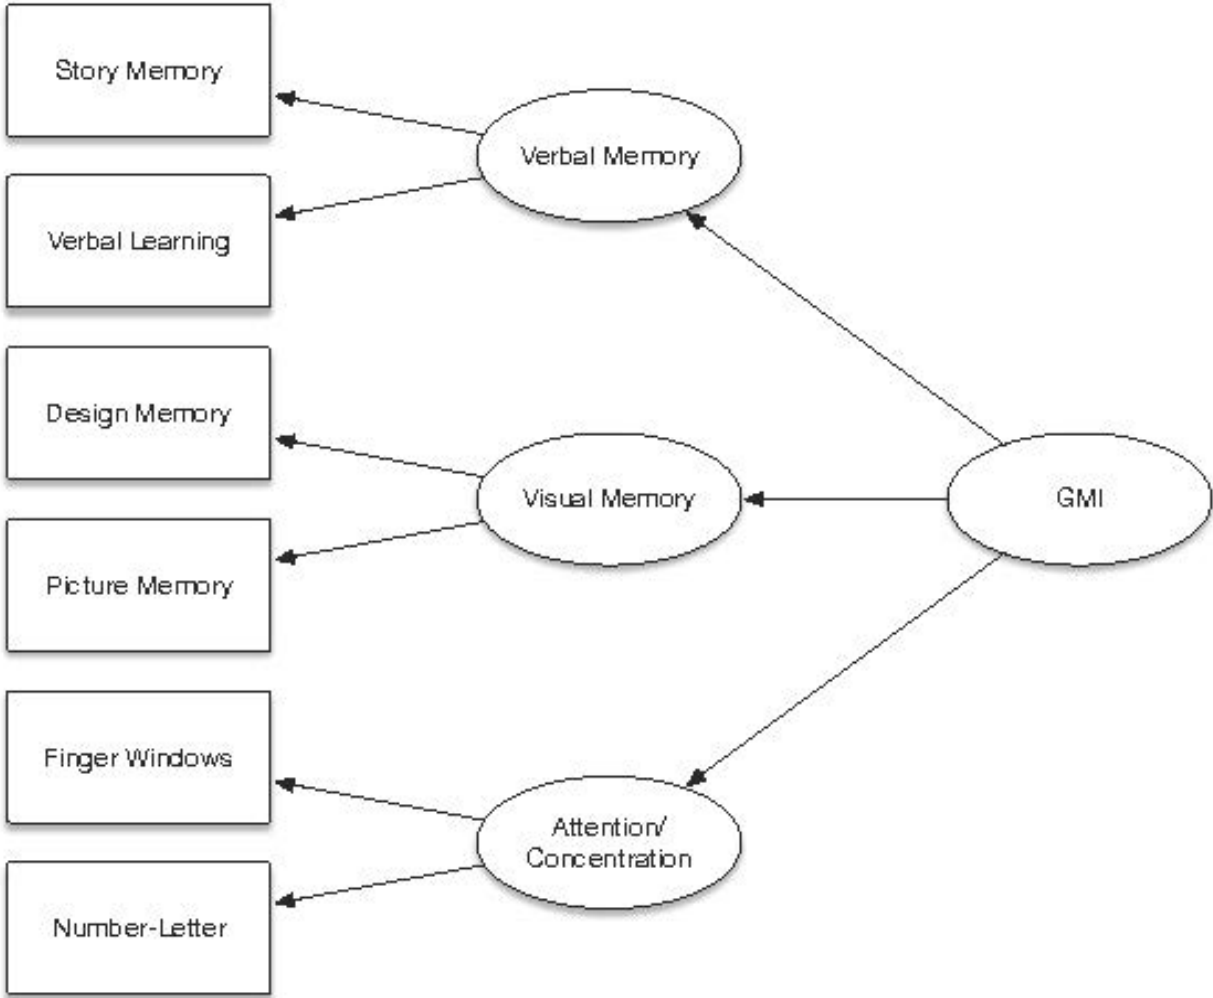 Story Memory
Verbal Learning
Design Memory
Picture Memory
Finger Windows
Number-Letter
Verbal Memory
Visual Memory
Attention/
Concentration
GMI